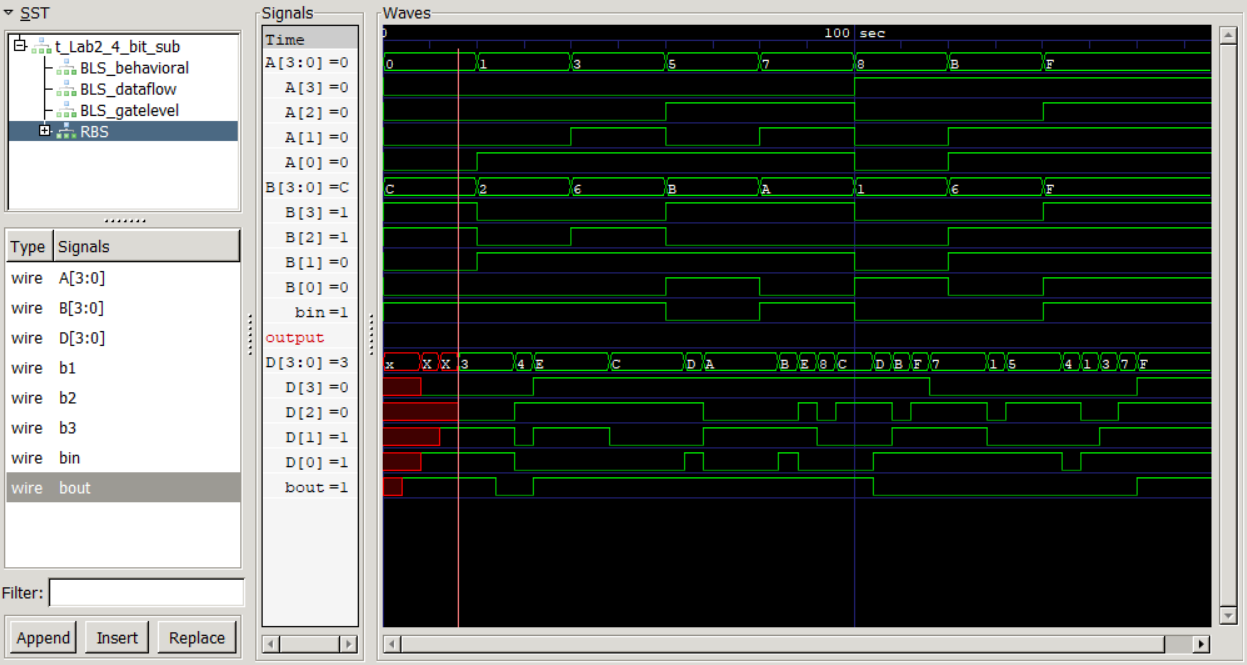 SST
t_Lab2_4_bit_sub
BLS_behavioral
BLS_dataflow
BLS_gatelevel
RBS
Type Signals
wire A[3:0]
wire B[3:0]
wire D[3:0]
wire b1
wire b2
wire b3
wire bin
wire bout
Filter:
Append Insert Replace
Signals
Time
A[3:0] =0
A[3] =0
A[2] =0
A[1] =0
A[0] =0
B[3:0] =C
B[3] =1
B[2] =1
B[1] =0
B[0] =0
bin =1
output
D[3:0] =3
D[3] =0
D[2] =0
D[1] =1
D[0] =1
bout =1
Waves
0 100 sec
0 1 3 5 7 8 B F
C 2 6 B A 1 6 F
x X X 3 4 E C D A B E 8 C D B F 7 1 5 4 1 3 7 F